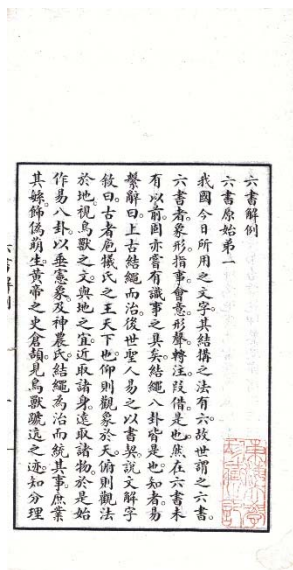 六書解例
六書原始弟一
我國今日所用之文字。其結構之法有六。故世謂之六書。
六書者。象形。指事。會意。形聲。轉注。叚借。是也。然在六書未
有以前。固亦嘗有識事之具矣。結繩八卦皆是也。知者。易
繫辭曰。上古結繩而治。後世聖人易之以書契。說文解字
敘曰。古者庖犧氏之王天下也。仰則觀象於天。俯則觀法
於地。視鳥獸之文。與地之宜。近取諸身。遠取諸物。於是始
作易八卦。以垂憲象。及神農氏結繩為治。而統其事。庶業
其緐。飾偽萌生。黃帝之史倉頡。見鳥獸蹏迒之迹。知分理
六書解例